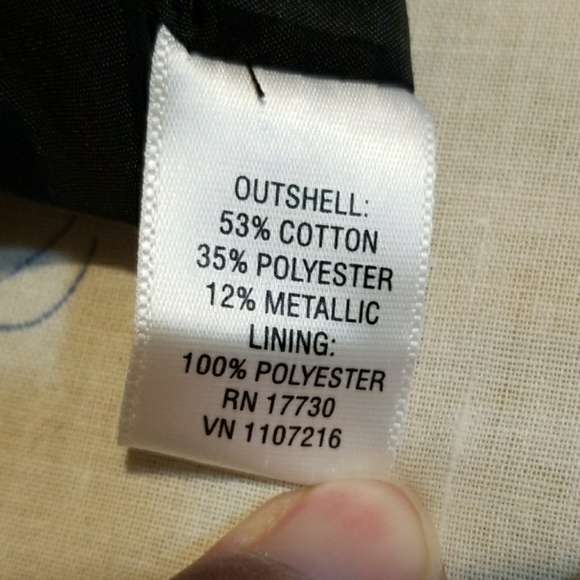 OUTSHELL:
53% COTTON
35% POLYESTER
12% METALLIC
LINING:
100% POLYESTER
RN 17730
VN 1107216